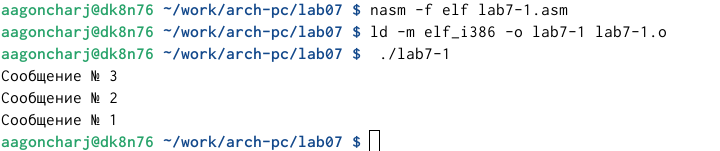 aagoncharj@dk8n76 ~/work/arch-pc/lab07 $ nasm -f elf lab7-1.asm
aagoncharj@dk8n76 ~/work/arch-pc/lab07 $ ld -m elf_i386 -o lab7-1 lab7-1.o
aagoncharj@dk8n76 ~/work/arch-pc/lab07 $  ./lab7-1
Сообщение № 3
Сообщение № 2
Сообщение № 1
aagoncharj@dk8n76 ~/work/arch-pc/lab07 $